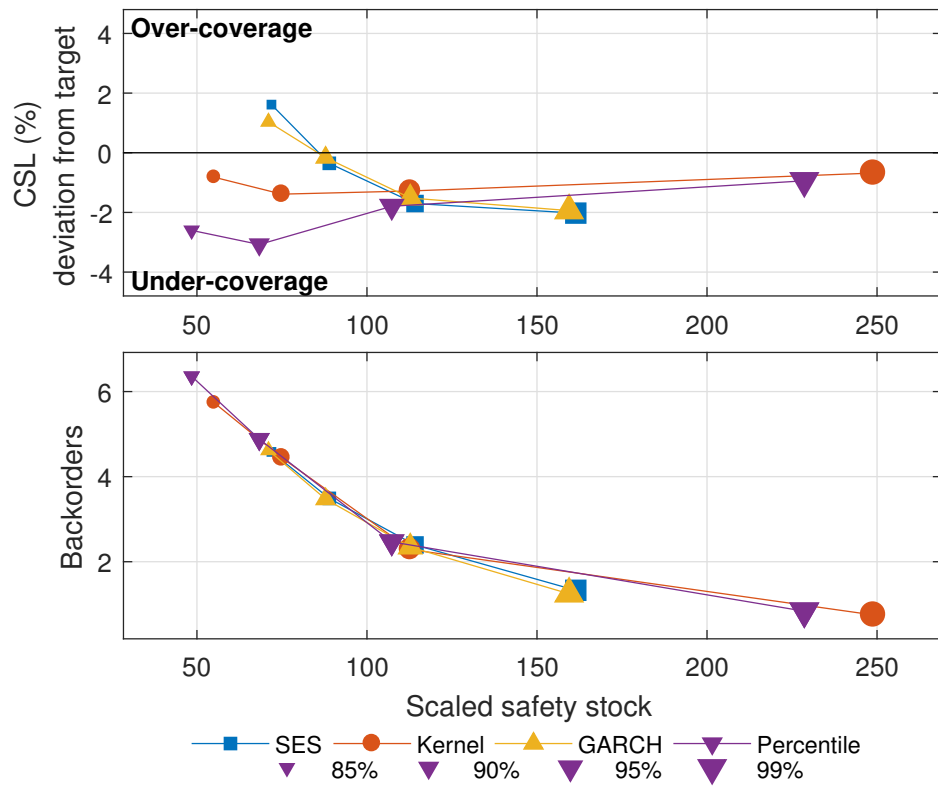 Over-coverage
4
2
0
-2
-4
CSL (%)
deviation from target
Under-coverage
50 100 150 200 250
6
4
2
Backorders
50 100 150 200 250
Scaled safety stock
SES Kernel GARCH Percentile
85% 90% 95% 99%